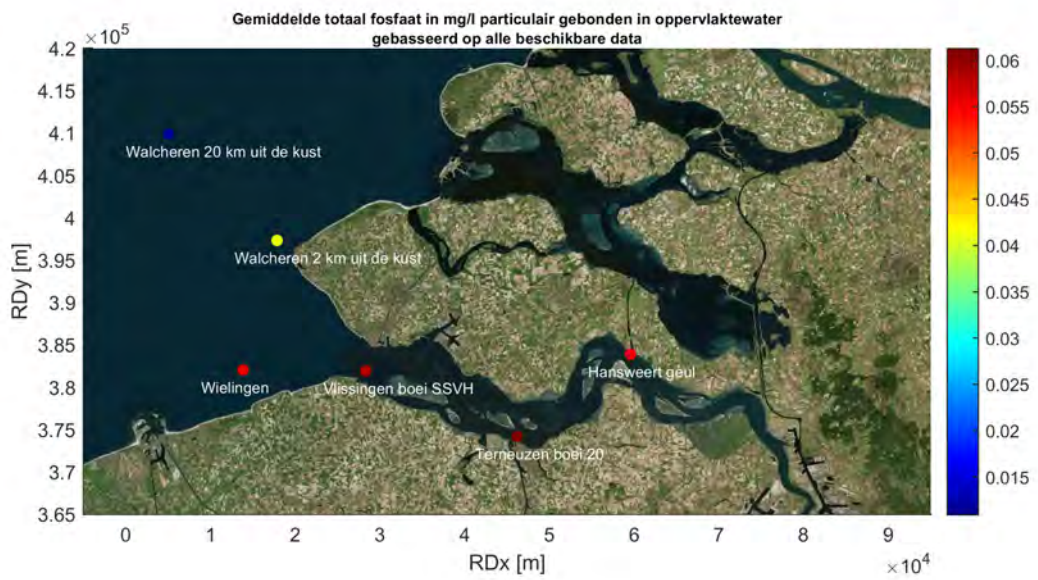 Gemiddelde totaal fosfaat in mg/l particulair gebonden in oppervlaktewater
gebasseerd op alle beschikbare data
×10⁵
4.2
4.15
4.1
4.05
4
3.95
3.9
3.85
3.8
3.75
3.7
3.65
RDy [m]
Walcheren 20 km uit de kust
Walcheren 2 km uit de kust
Wielingen
Vlissingen boei SSVH
Hansweert geul
Terneuzen boei 20
0.06
0.055
0.05
0.045
0.04
0.035
0.03
0.025
0.02
0.015
0 1 2 3 4 5 6 7 8 9
RDx [m]
×10⁴